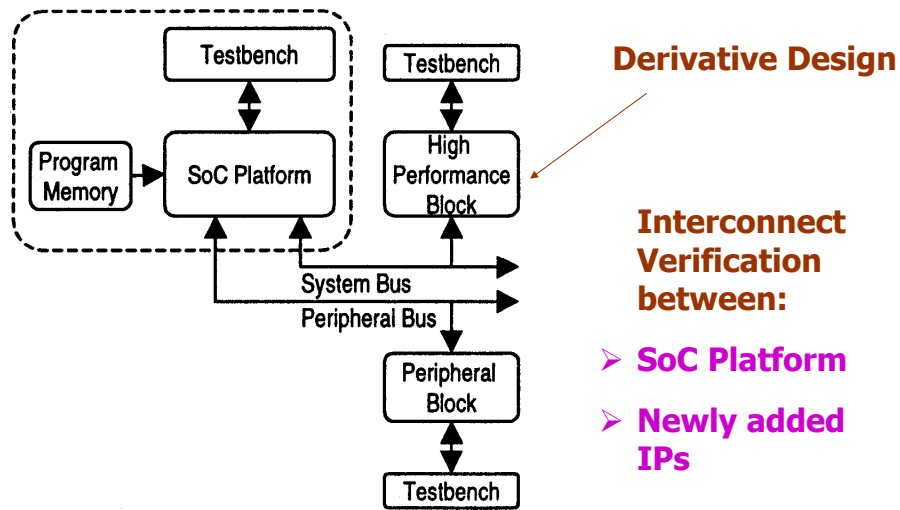 Testbench
Testbench
Derivative Design
Program
Memory
SoC Platform
High
Performance
Block
Interconnect
Verification
between:
System Bus
Peripheral Bus
➢ SoC Platform
Peripheral
Block
➢ Newly added
IPs
Testbench